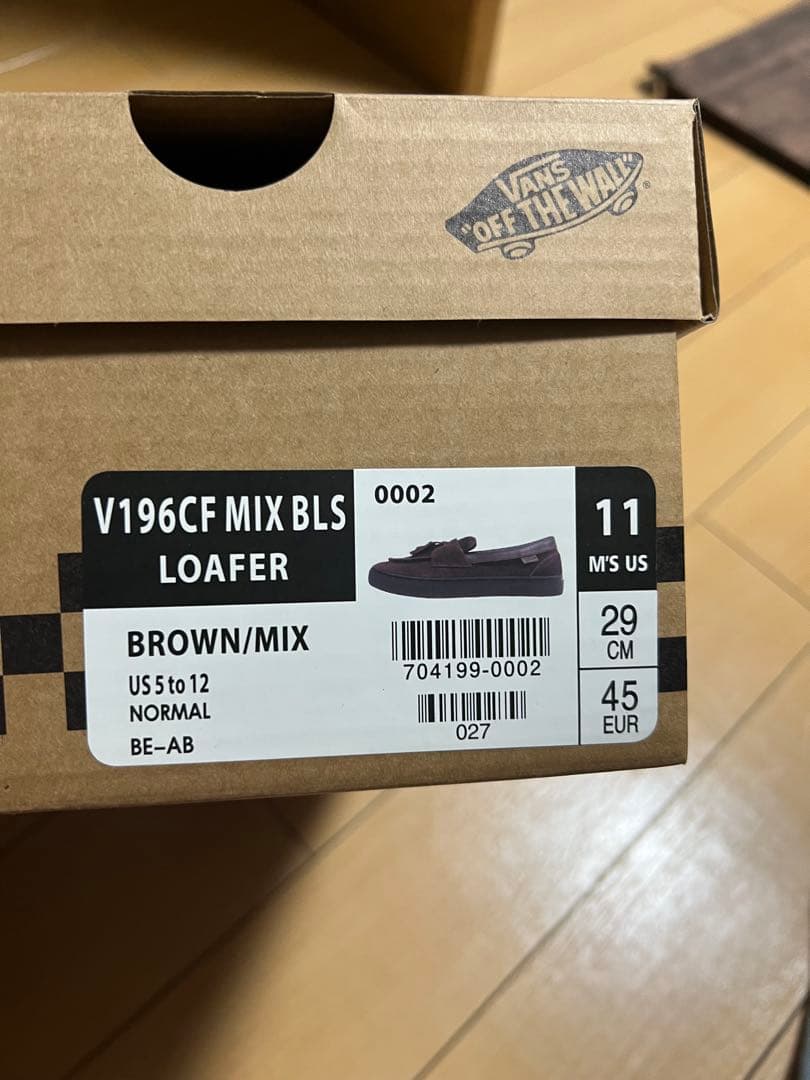 VANS
"OFF THE WALL"
®
V196CF MIX BLS
LOAFER
0002
11
M'S US
BROWN/MIX
US 5 to 12
NORMAL
BE-AB
704199-0002
027
29
CM
45
EUR